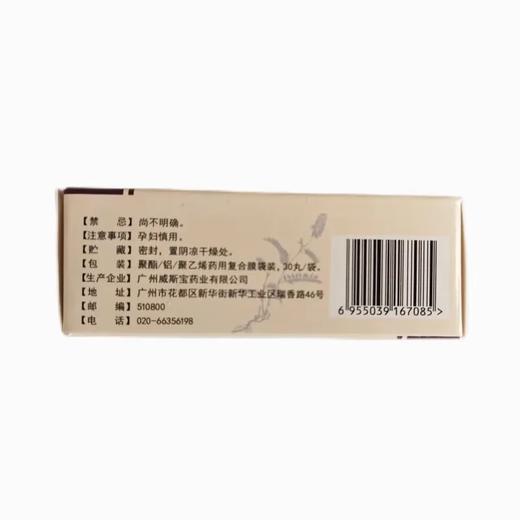 【禁　忌】尚不明确。
【注意事项】孕妇慎用。
【贮　藏】密封，置阴凉干燥处。
【包　装】聚酯/铝/聚乙烯药用复合膜袋装，30丸/袋。
【生产企业】广州威斯宝药业有限公司
【地　址】广州市花都区新华街新华工业区瑞香路46号
【邮　编】510800
【电　话】020-66356198
6 955039 167085 >